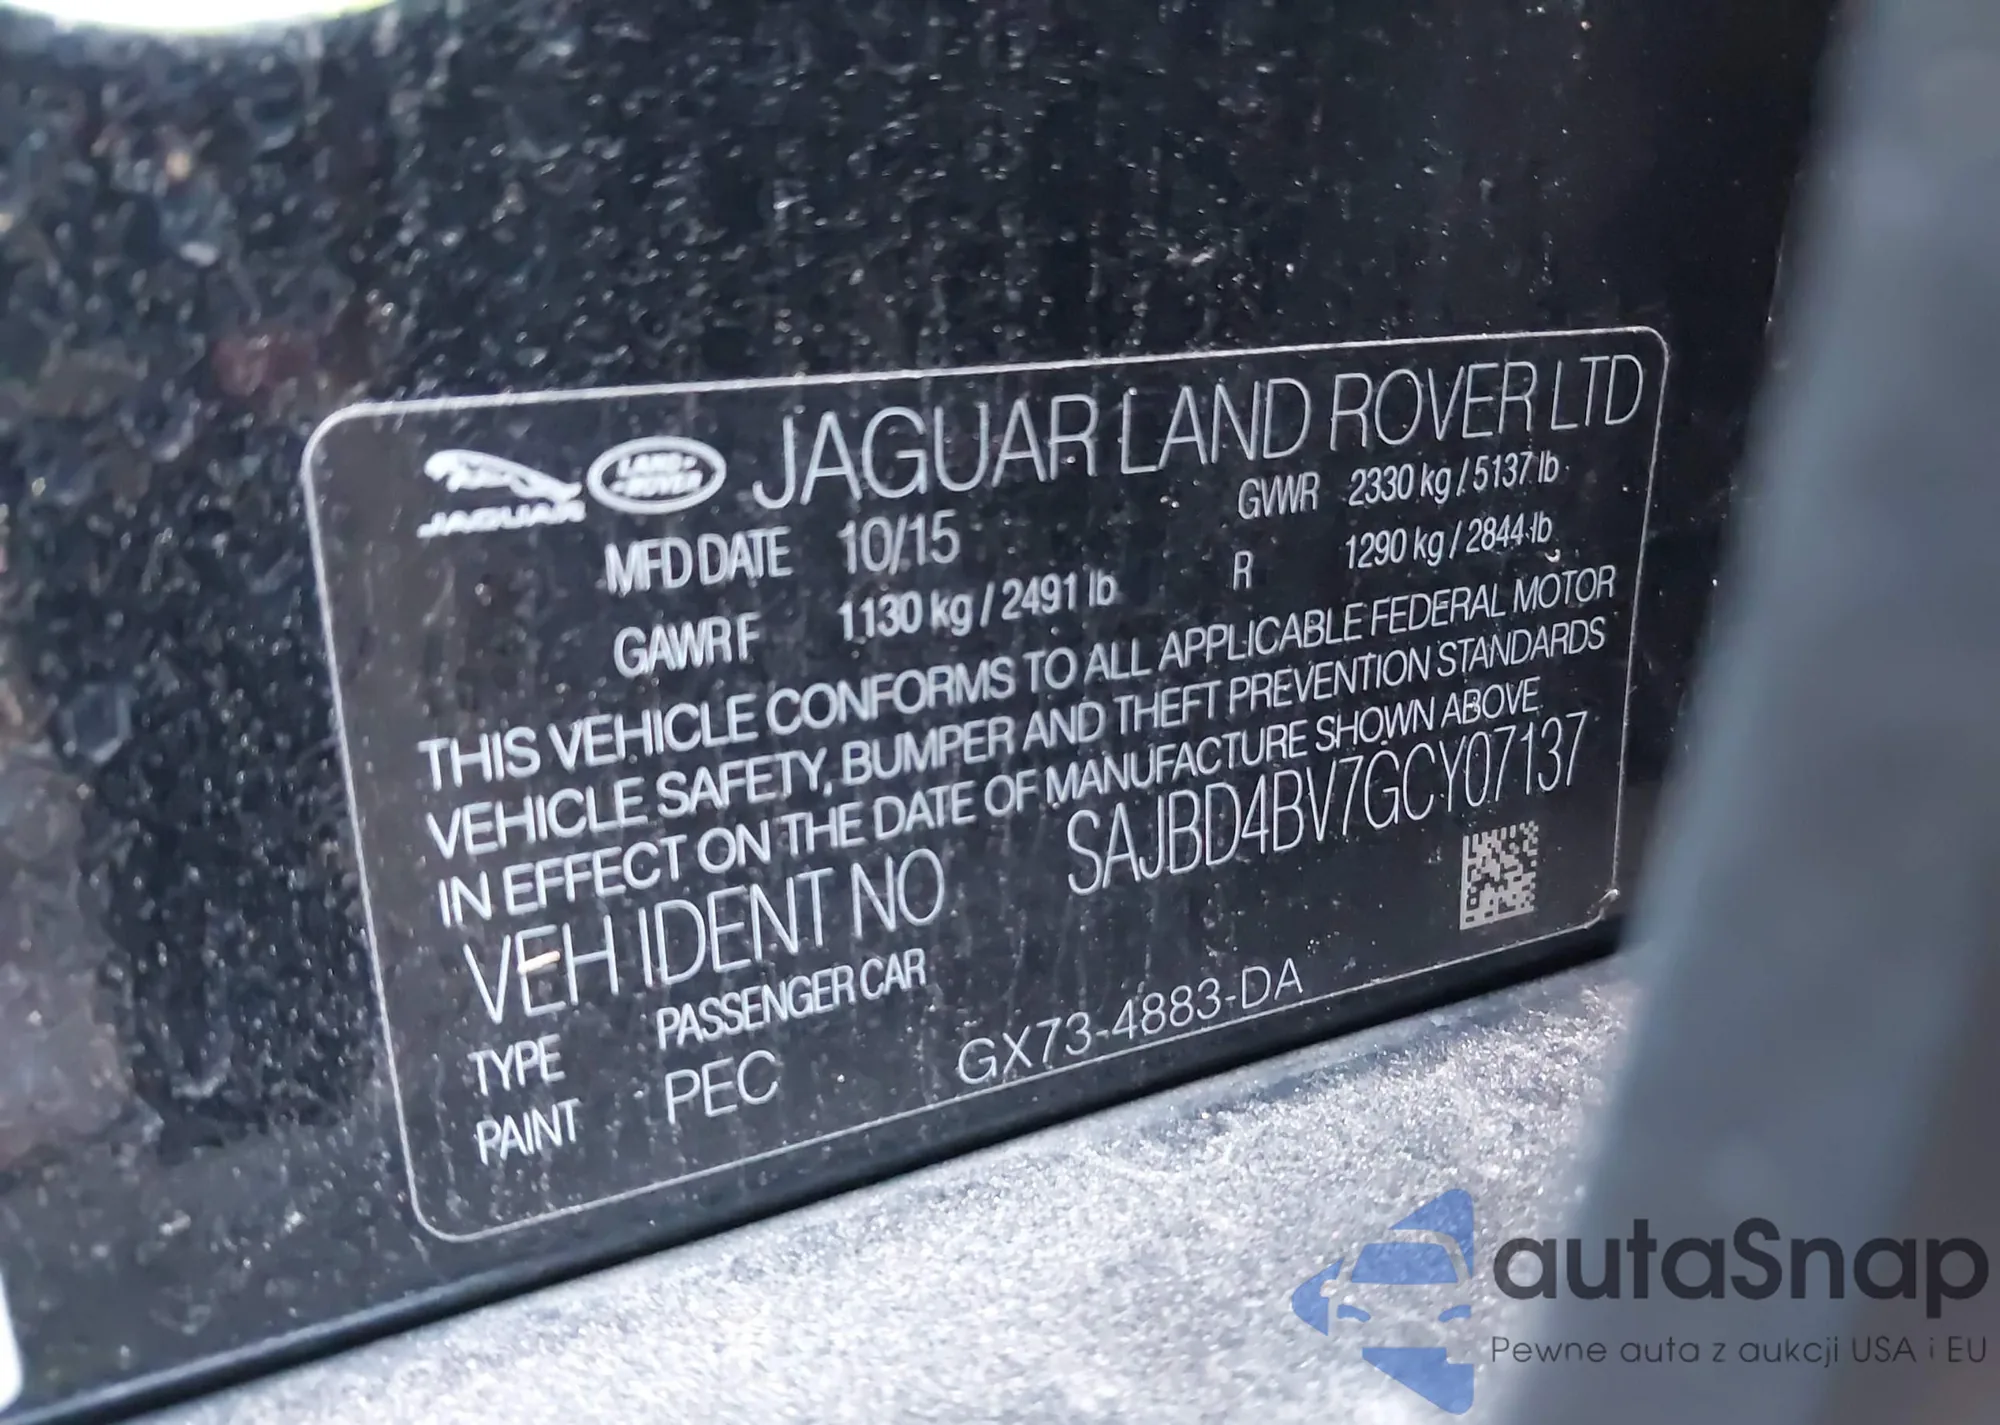 JAGUAR LAND ROVER JAGUAR LAND ROVER LTD
MFD DATE 10/15 GVWR 2330 kg / 5137 lb
GAWR F 1130 kg / 2491 lb R 1290 kg / 2844 lb
THIS VEHICLE CONFORMS TO ALL APPLICABLE FEDERAL MOTOR
VEHICLE SAFETY, BUMPER AND THEFT PREVENTION STANDARDS
IN EFFECT ON THE DATE OF MANUFACTURE SHOWN ABOVE
VEH IDENT NO SAJBD4BV7GCY07137
TYPE PASSENGER CAR
PAINT PEC GX73-4883-DA
autaSnap
Pewne auta z aukcji USA i EU